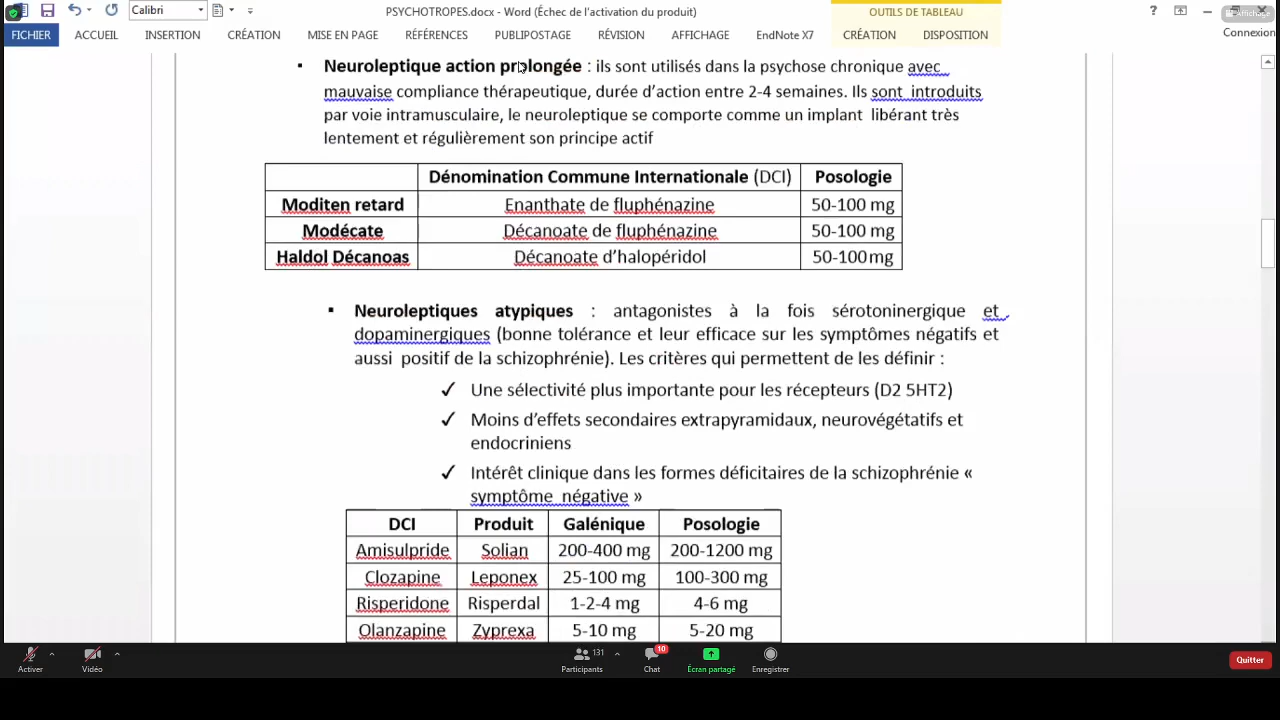 PSYCHOTROPES.docx - Word (Échec de l'activation du produit)
OUTILS DE TABLEAU
Calibri
Affichage
FICHIER ACCUEIL INSERTION CRÉATION MISE EN PAGE RÉFÉRENCES PUBLIPOSTAGE RÉVISION AFFICHAGE EndNote X7 CRÉATION DISPOSITION Connexion
▪ Neuroleptique action prolongée : ils sont utilisés dans la psychose chronique avec
mauvaise compliance thérapeutique, durée d'action entre 2-4 semaines. Ils sont introduits
par voie intramusculaire, le neuroleptique se comporte comme un implant libérant très
lentement et régulièrement son principe actif
Dénomination Commune Internationale (DCI) Posologie
Moditen retard Enanthate de fluphénazine 50-100 mg
Modécate Décanoate de fluphénazine 50-100 mg
Haldol Décanoas Décanoate d'halopéridol 50-100 mg
▪ Neuroleptiques atypiques : antagonistes à la fois sérotoninergique et
dopaminergiques (bonne tolérance et leur efficace sur les symptômes négatifs et
aussi positif de la schizophrénie). Les critères qui permettent de les définir :
✓ Une sélectivité plus importante pour les récepteurs (D2 5HT2)
✓ Moins d'effets secondaires extrapyramidaux, neurovégétatifs et
endocriniens
✓ Intérêt clinique dans les formes déficitaires de la schizophrénie «
symptôme négative »
DCI Produit Galénique Posologie
Amisulpride Solian 200-400 mg 200-1200 mg
Clozapine Leponex 25-100 mg 100-300 mg
Risperidone Risperdal 1-2-4 mg 4-6 mg
Olanzapine Zyprexa 5-10 mg 5-20 mg
Activer Vidéo Participants 131 Chat 10 Écran partagé Enregistrer Quitter